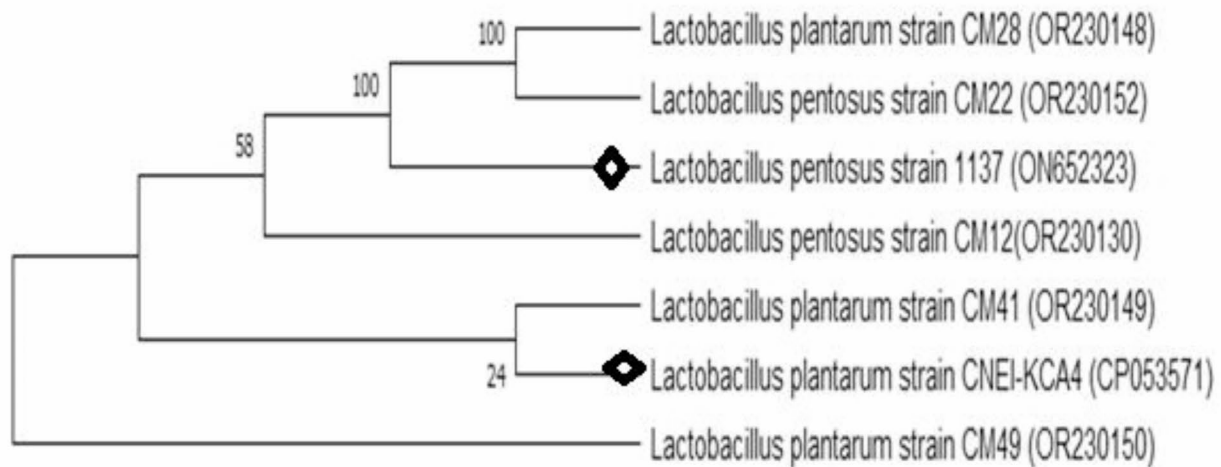 100
Lactobacillus plantarum strain CM28 (OR230148)
100
Lactobacillus pentosus strain CM22 (OR230152)
58
Lactobacillus pentosus strain 1137 (ON652323)
Lactobacillus pentosus strain CM12(OR230130)
Lactobacillus plantarum strain CM41 (OR230149)
24
Lactobacillus plantarum strain CNEI-KCA4 (CP053571)
Lactobacillus plantarum strain CM49 (OR230150)